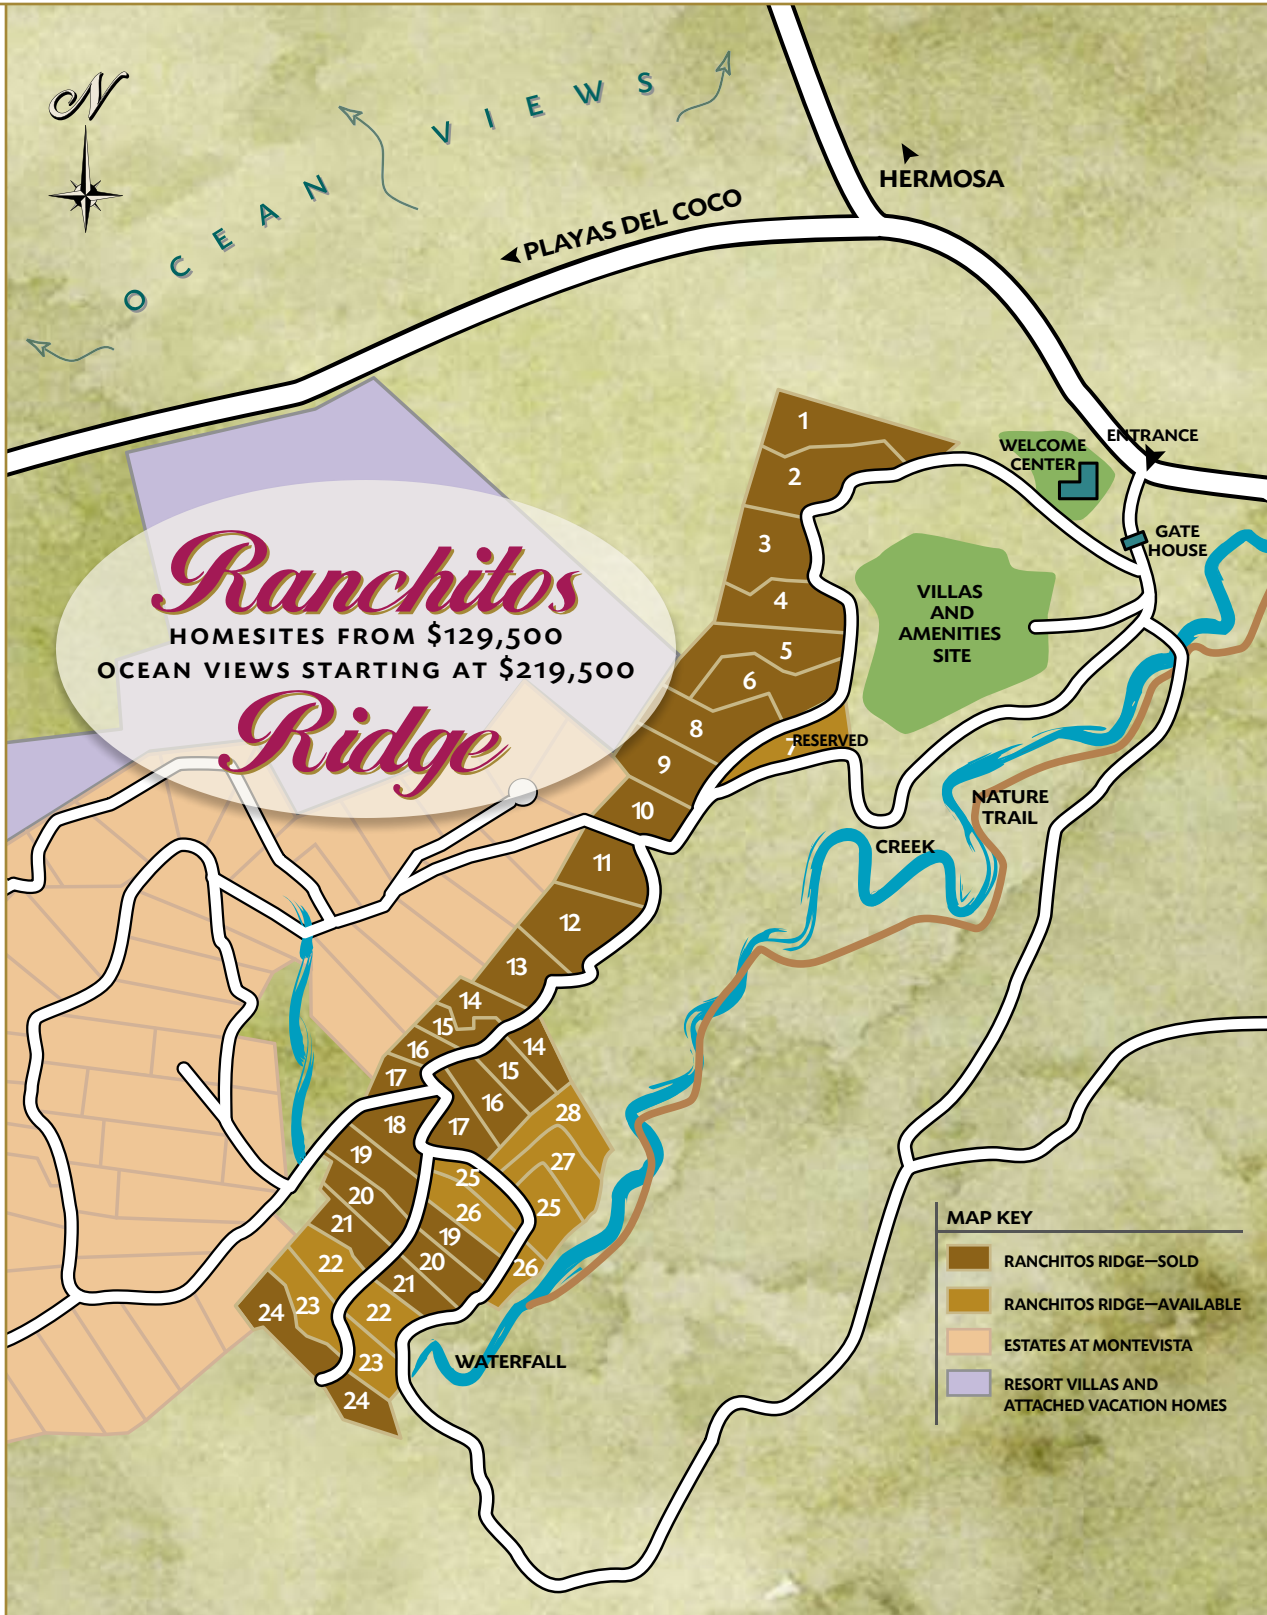 N
OCEAN VIEWS
HERMOSA
PLAYAS DEL COCO
ENTRANCE
WELCOME
CENTER
GATE
HOUSE
VILLAS
AND
AMENITIES
SITE
Ranchitos
HOMESITES FROM $129,500
OCEAN VIEWS STARTING AT $219,500
Ridge
1
2
3
4
5
6
8
7
RESERVED
9
10
11
12
13
14
15
16
17
14
15
16
17
18
19
20
21
22
23
24
28
27
25
26
25
26
19
20
21
22
23
24
NATURE
TRAIL
CREEK
WATERFALL
MAP KEY
RANCHITOS RIDGE—SOLD
RANCHITOS RIDGE—AVAILABLE
ESTATES AT MONTEVISTA
RESORT VILLAS AND
ATTACHED VACATION HOMES